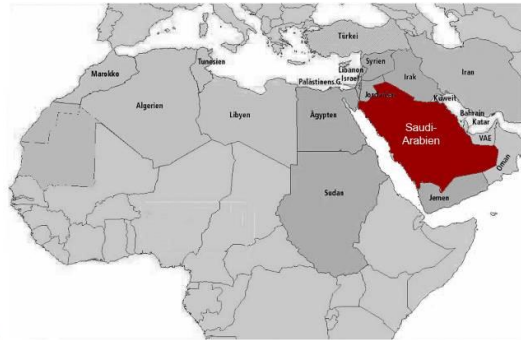 Türkei
Marokko
Tunesien
Syrien
Libanon
Israel
Palästinens.G.
Irak
Iran
Algerien
Libyen
Ägypten
Kuweit
Bahrain
Katar
Saudi-
Arabien
VAE
Oman
Sudan
Jemen